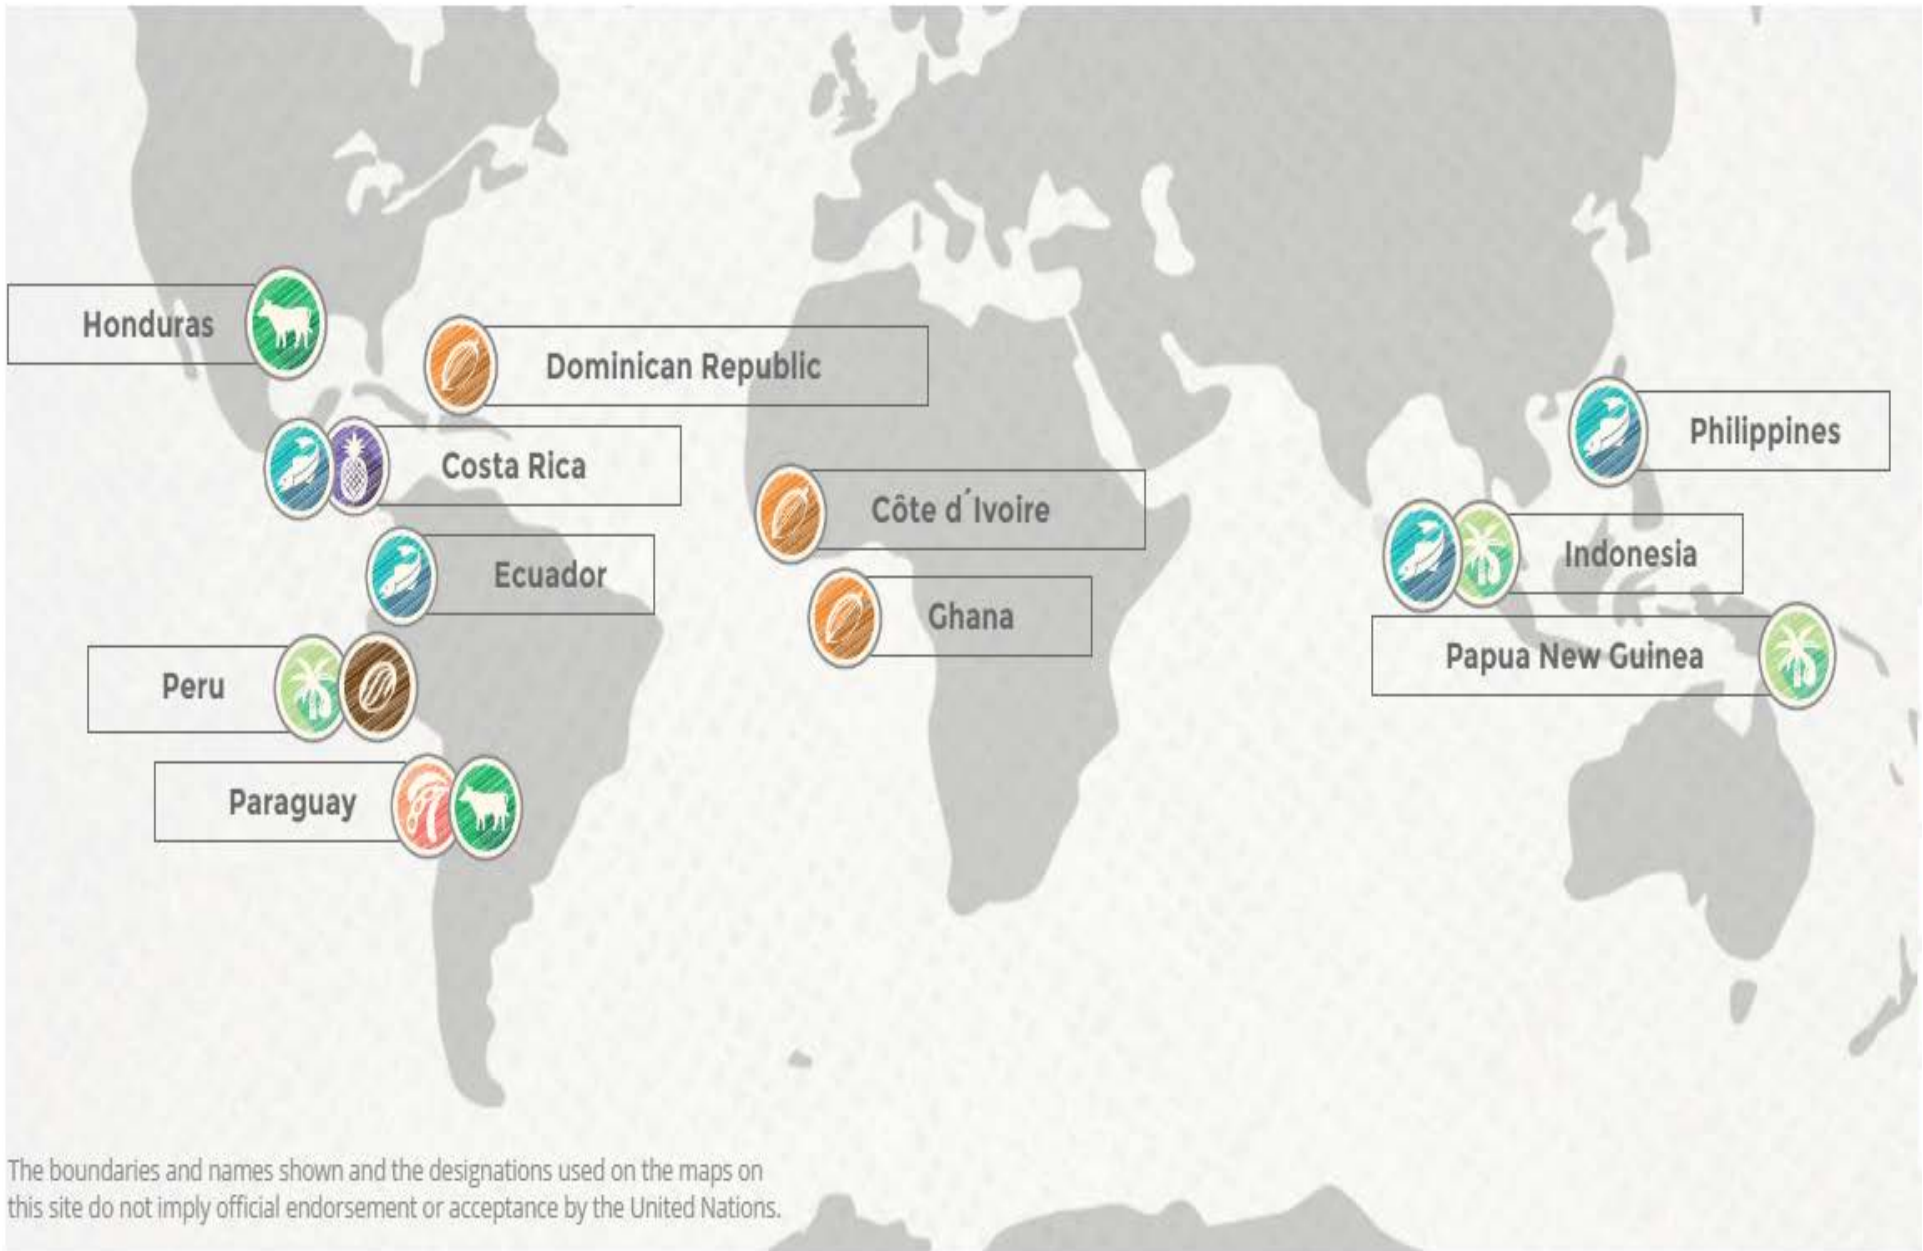 Honduras
Dominican Republic
Costa Rica
Philippines
Côte d´Ivoire
Indonesia
Ecuador
Ghana
Papua New Guinea
Peru
Paraguay
The boundaries and names shown and the designations used on the maps on
this site do not imply official endorsement or acceptance by the United Nations.